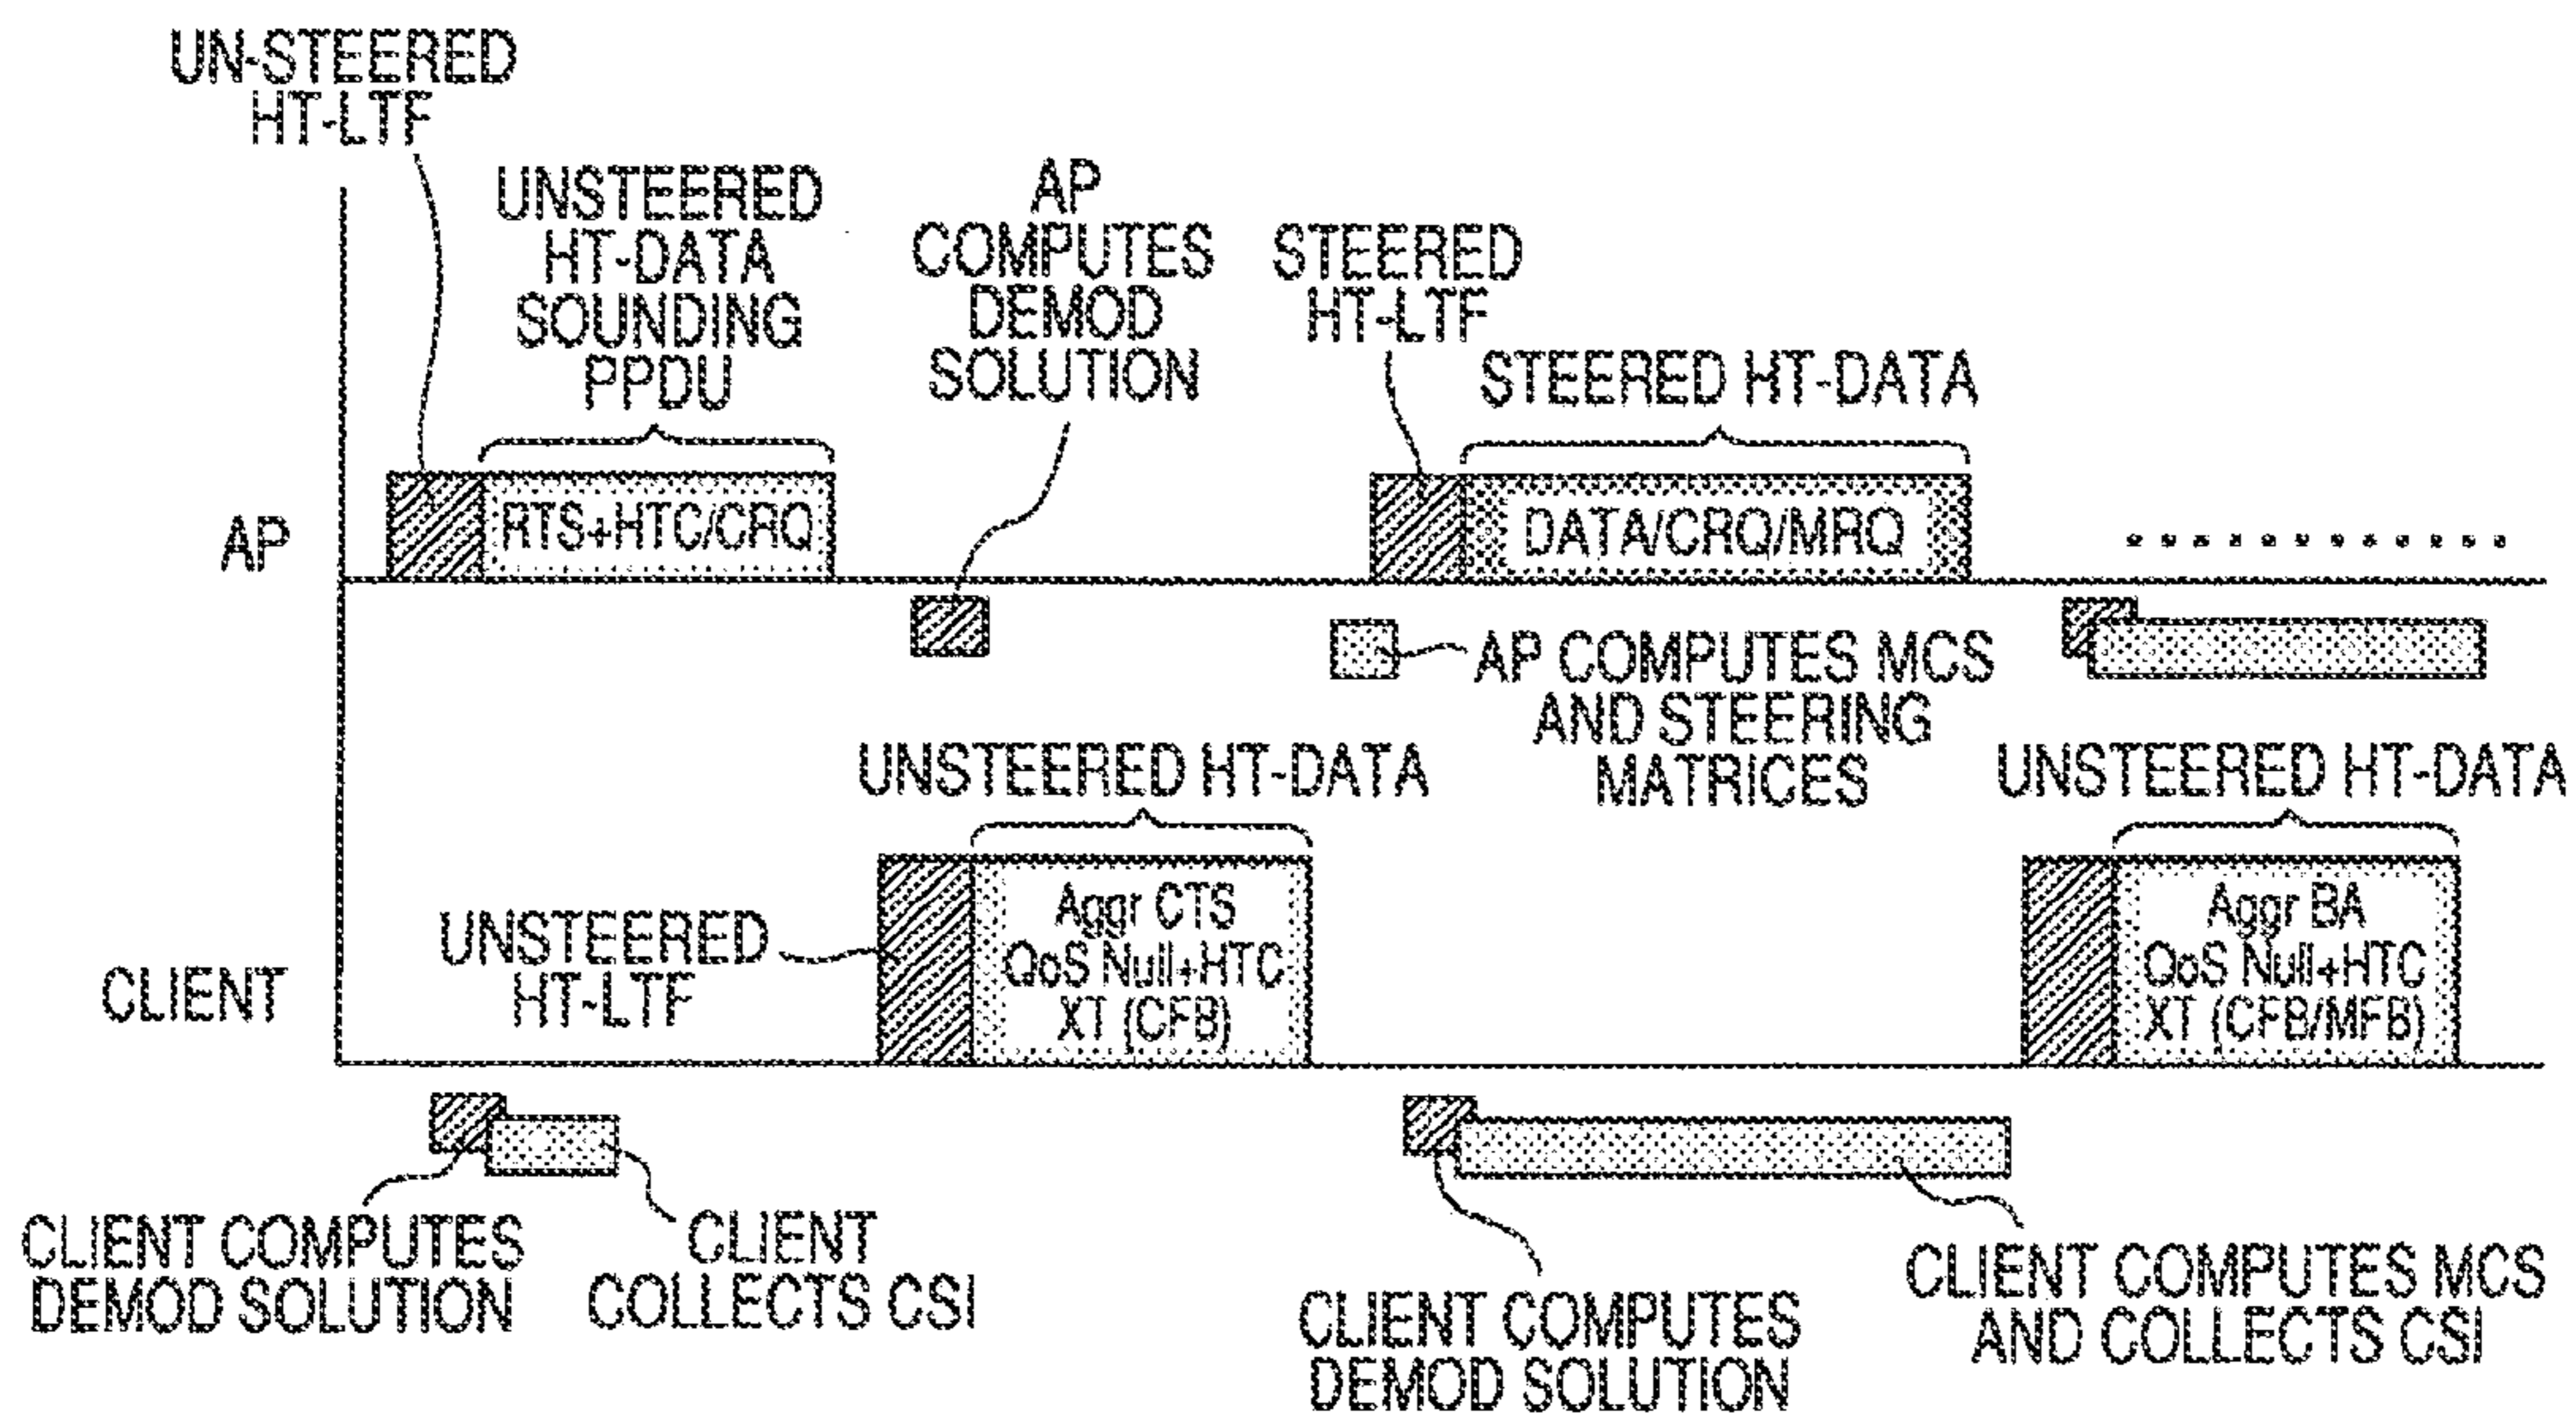 UN-STEERED
HT-LTF
UNSTEERED
HT-DATA
SOUNDING
PPDU
AP
COMPUTES
DEMOD
SOLUTION
STEERED
HT-LTF
STEERED HT-DATA
AP
RTS+HTC/CRQ
DATA/CRQ/MRQ
AP COMPUTES MCS
AND STEERING
MATRICES
UNSTEERED HT-DATA
UNSTEERED HT-DATA
CLIENT
UNSTEERED
HT-LTF
Aggr CTS
QoS Null+HTC
XT (CFB)
Aggr BA
QoS Null+HTC
XT (CFB/MFB)
CLIENT COMPUTES
DEMOD SOLUTION
CLIENT
COLLECTS CSI
CLIENT COMPUTES
DEMOD SOLUTION
CLIENT COMPUTES MCS
AND COLLECTS CSI